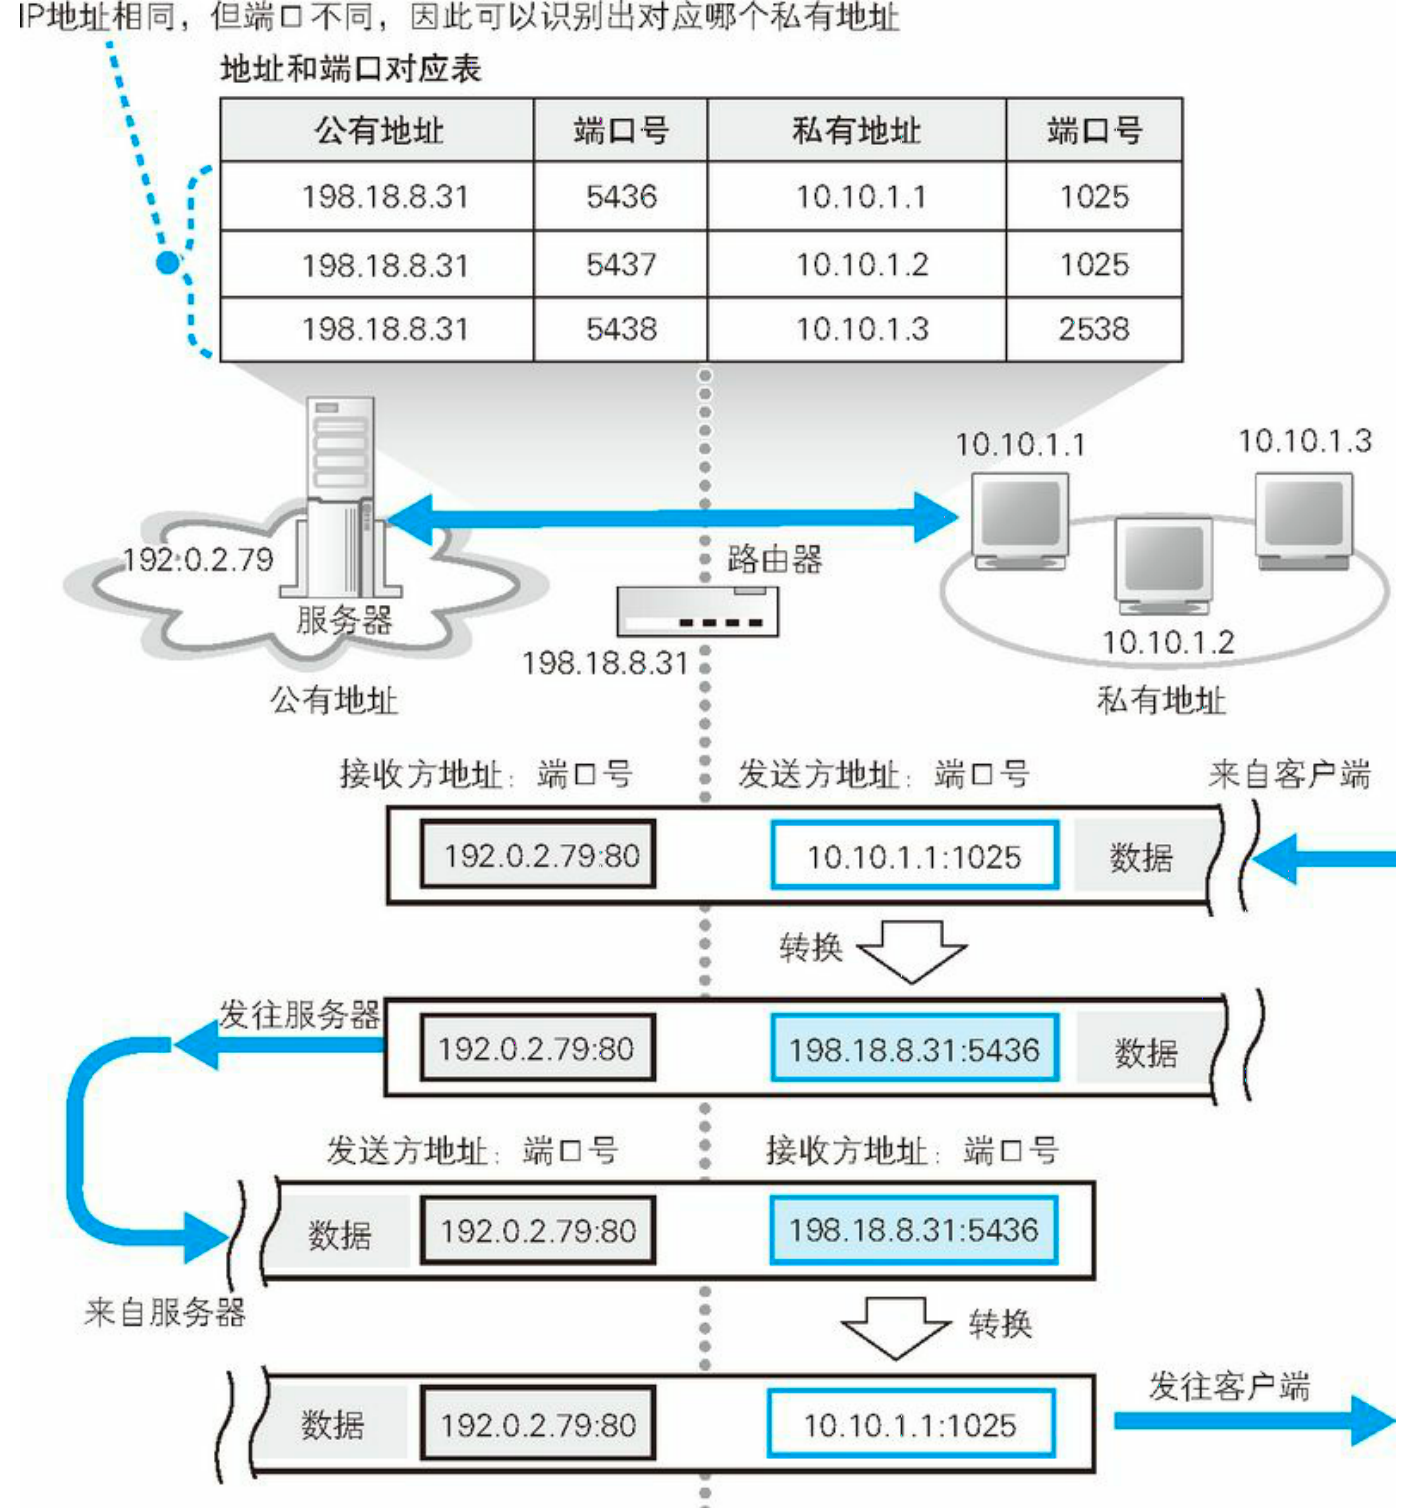 IP地址相同，但端口不同，因此可以识别出对应哪个私有地址
地址和端口对应表
公有地址 端口号 私有地址 端口号
198.18.8.31 5436 10.10.1.1 1025
198.18.8.31 5437 10.10.1.2 1025
198.18.8.31 5438 10.10.1.3 2538
10.10.1.1 10.10.1.3
192.0.2.79 路由器
服务器
10.10.1.2
198.18.8.31
公有地址 私有地址
接收方地址：端口号 发送方地址：端口号 来自客户端
192.0.2.79:80 10.10.1.1:1025 数据
转换
发往服务器
192.0.2.79:80 198.18.8.31:5436 数据
发送方地址：端口号 接收方地址：端口号
数据 192.0.2.79:80 198.18.8.31:5436
来自服务器
转换
发往客户端
数据 192.0.2.79:80 10.10.1.1:1025